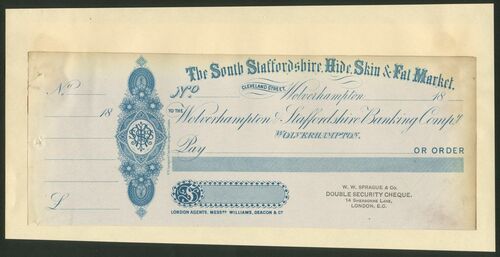 The South Staffordshire, Hide, Skin & Fat Market.
CLEVELAND STREET,
No
No
Wolverhampton 18
18
TO THE Wolverhampton & Staffordshire Banking Compy
WOLVERHAMPTON.
Pay OR ORDER
£
£
W. W. SPRAGUE & Co.
DOUBLE SECURITY CHEQUE.
14 SHERBORNE LANE,
LONDON, E.C.
LONDON AGENTS, MESSRS WILLIAMS, DEACON & Co